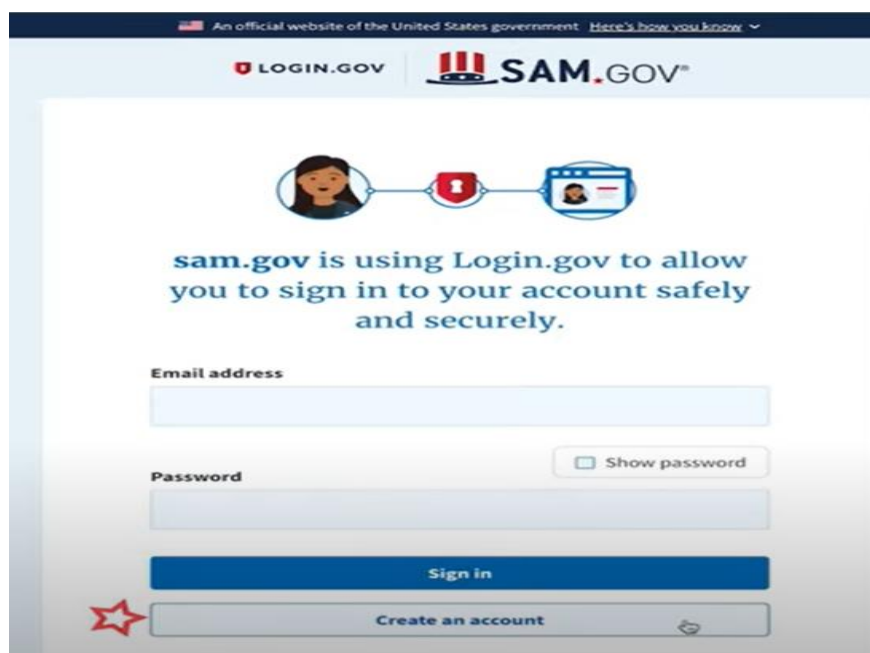 An official website of the United States government Here's how you know
LOGIN.GOV SAM.GOV®
sam.gov is using Login.gov to allow
you to sign in to your account safely
and securely.
Email address
Show password
Password
Sign in
Create an account